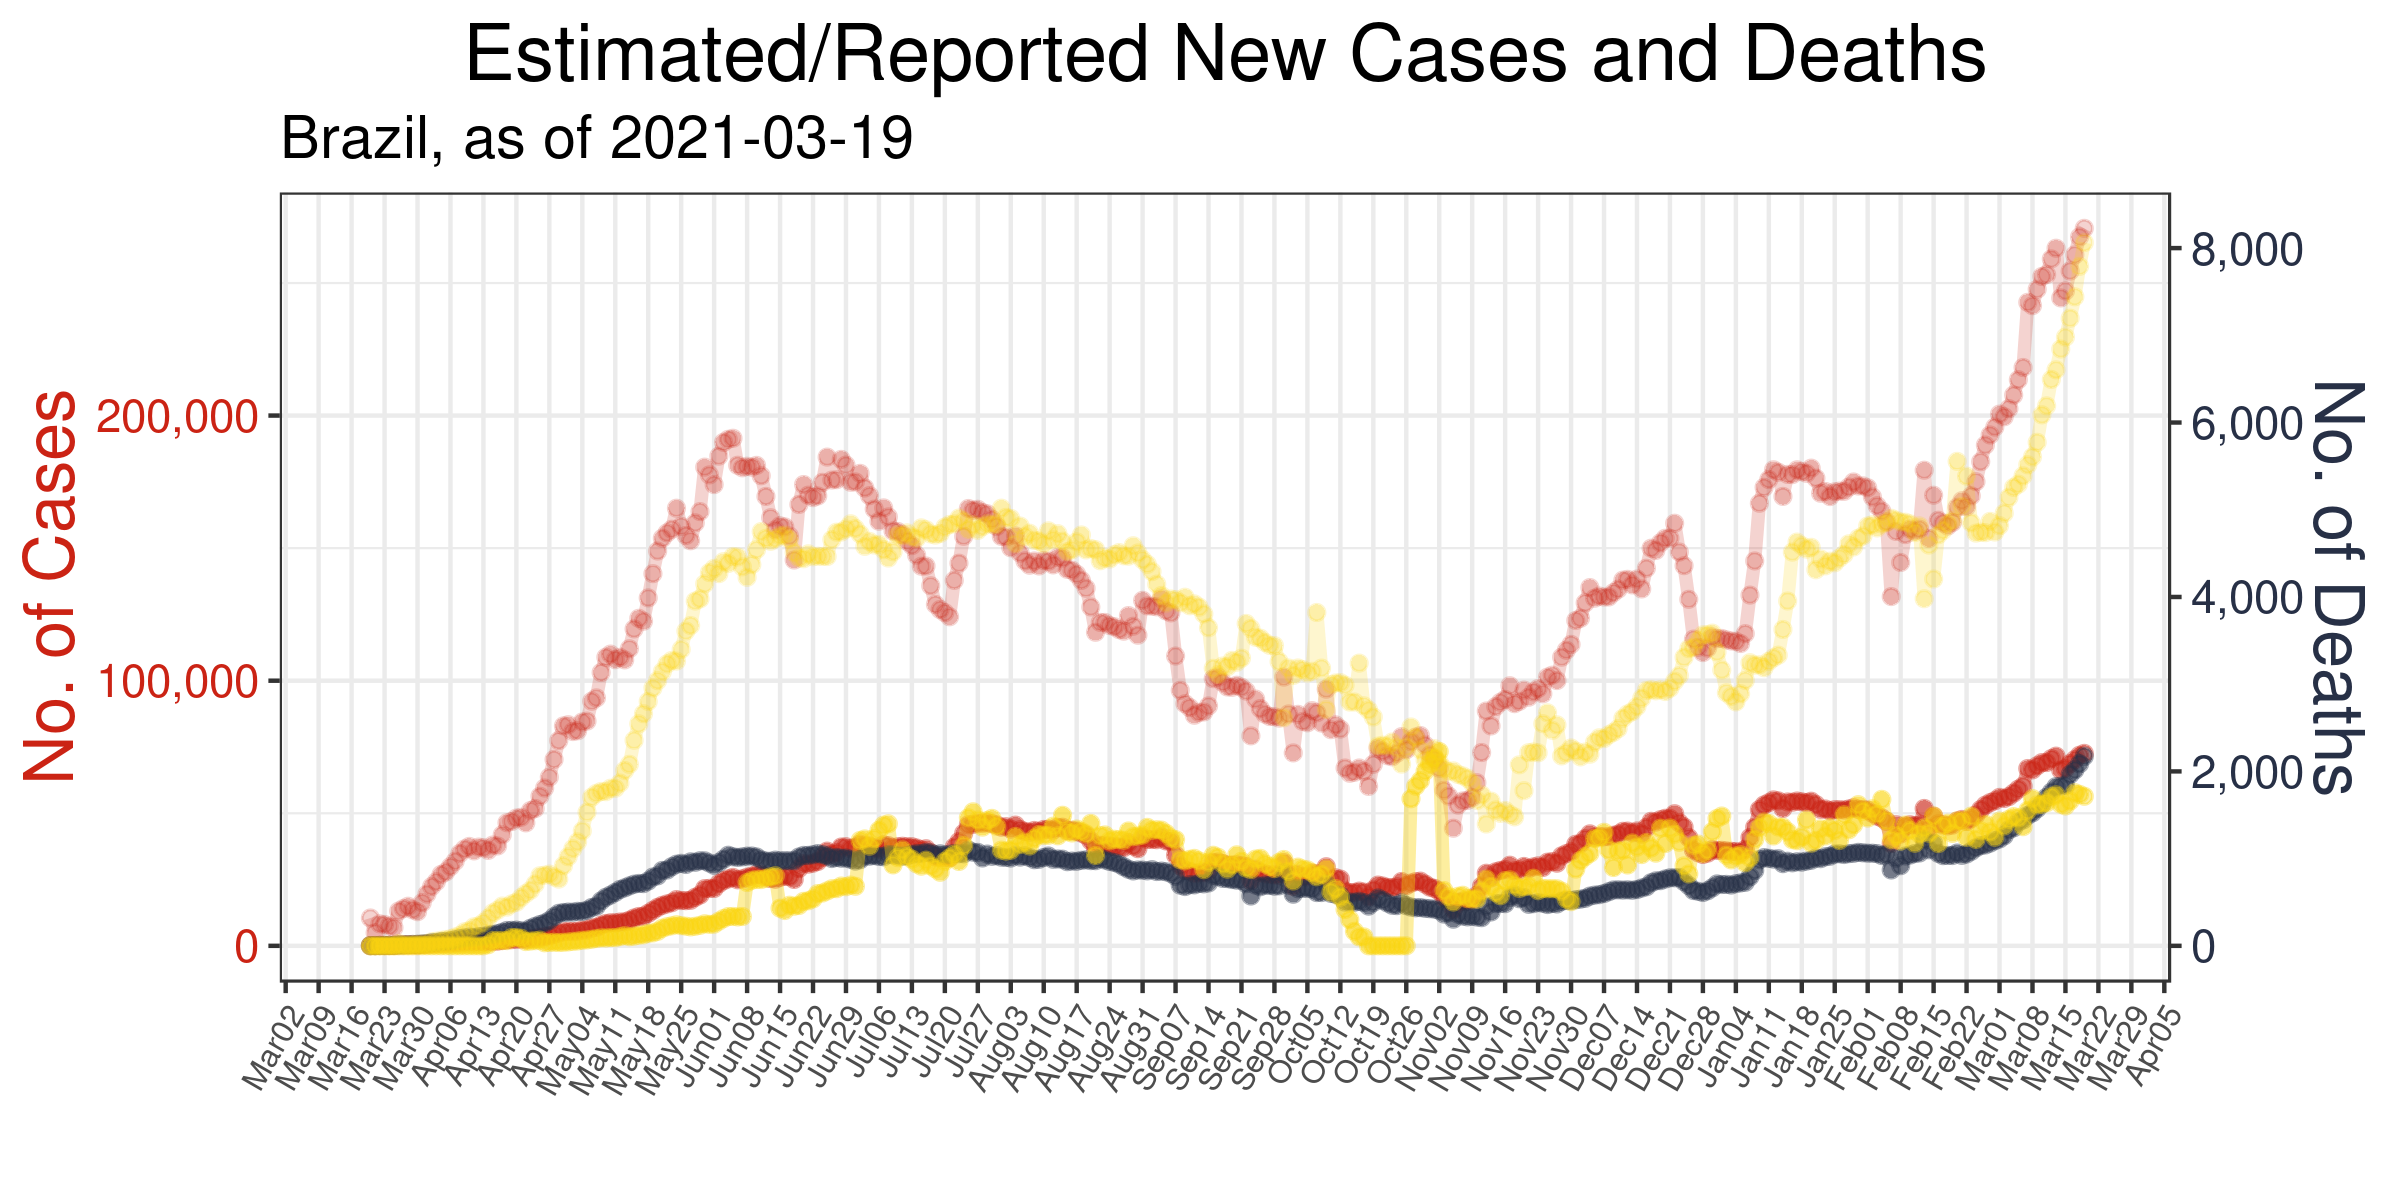 Estimated/Reported New Cases and Deaths
Brazil, as of 2021-03-19
No. of Cases
200,000
100,000
0
8,000
6,000
4,000
2,000
0
No. of Deaths
Mar02 Mar09 Mar16 Mar23 Mar30 Apr06 Apr13 Apr20 Apr27 May04 May11 May18 May25 Jun01 Jun08 Jun15 Jun22 Jun29 Jul06 Jul13 Jul20 Jul27 Aug03 Aug10 Aug17 Aug24 Aug31 Sep07 Sep14 Sep21 Sep28 Oct05 Oct12 Oct19 Oct26 Nov02 Nov09 Nov16 Nov23 Nov30 Dec07 Dec14 Dec21 Dec28 Dec04 Jan11 Jan18 Jan25 Feb01 Feb08 Feb15 Feb22 Mar01 Mar08 Mar15 Mar22 Mar29 Apr05